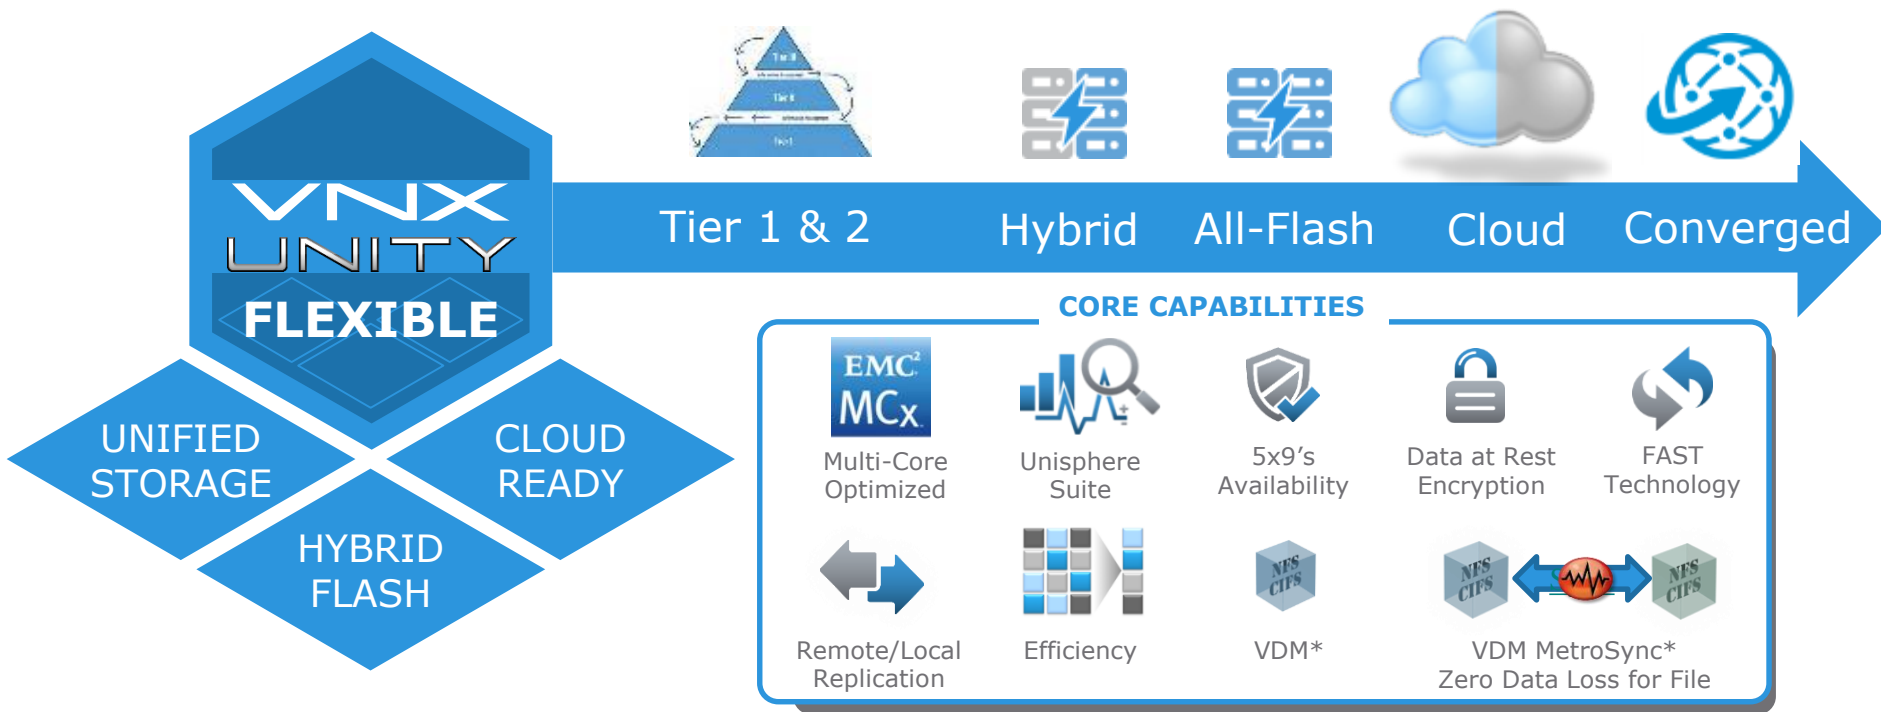 VNX
UNITY
FLEXIBLE
UNIFIED
STORAGE
CLOUD
READY
HYBRID
FLASH
Tier II
Tier 1 & 2
Hybrid
All-Flash
Cloud
Converged
CORE CAPABILITIES
EMC²
MCx
Multi-Core
Optimized
Unisphere
Suite
5x9's
Availability
Data at Rest
Encryption
FAST
Technology
Remote/Local
Replication
Efficiency
NFS
CIFS
VDM*
NFS
CIFS
NFS
CIFS
VDM MetroSync*
Zero Data Loss for File